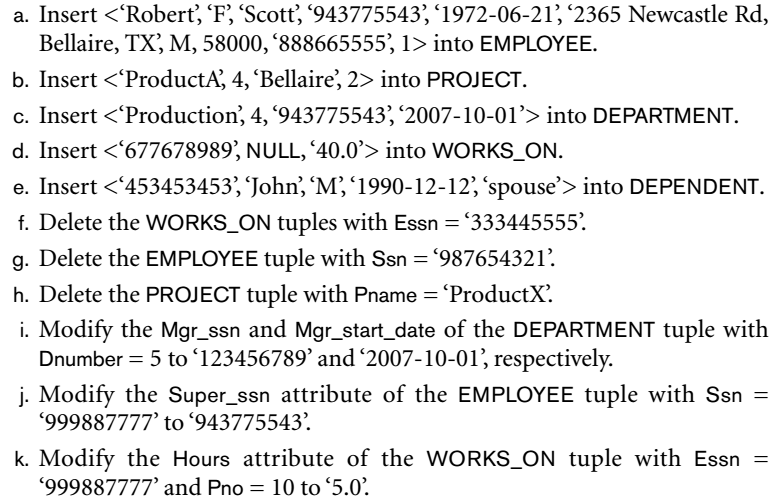 a. Insert <‘Robert’, ‘F’, ‘Scott’, ‘943775543’, ‘1972-06-21’, ‘2365 Newcastle Rd,
Bellaire, TX’, M, 58000, ‘888665555’, 1> into EMPLOYEE.
b. Insert <‘ProductA’, 4, ‘Bellaire’, 2> into PROJECT.
c. Insert <‘Production’, 4, ‘943775543’, ‘2007-10-01’> into DEPARTMENT.
d. Insert <‘677678989’, NULL, ‘40.0’> into WORKS_ON.
e. Insert <‘453453453’, ‘John’, ‘M’, ‘1990-12-12’, ‘spouse’> into DEPENDENT.
f. Delete the WORKS_ON tuples with Essn = ‘333445555’.
g. Delete the EMPLOYEE tuple with Ssn = ‘987654321’.
h. Delete the PROJECT tuple with Pname = ‘ProductX’.
i. Modify the Mgr_ssn and Mgr_start_date of the DEPARTMENT tuple with
Dnumber = 5 to ‘123456789’ and ‘2007-10-01’, respectively.
j. Modify the Super_ssn attribute of the EMPLOYEE tuple with Ssn =
‘999887777’ to ‘943775543’.
k. Modify the Hours attribute of the WORKS_ON tuple with Essn =
‘999887777’ and Pno = 10 to ‘5.0’.